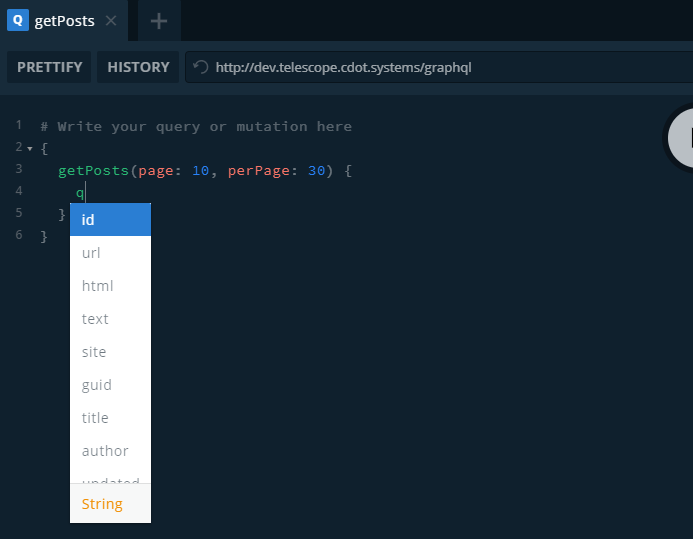 Q getPosts
PRETTIFY HISTORY http://dev.telescope.cdot.systems/graphql
1 # Write your query or mutation here
2 {
3 getPosts(page: 10, perPage: 30) {
4 q
5 }
6 }
id
url
html
text
site
guid
title
author
updated
String